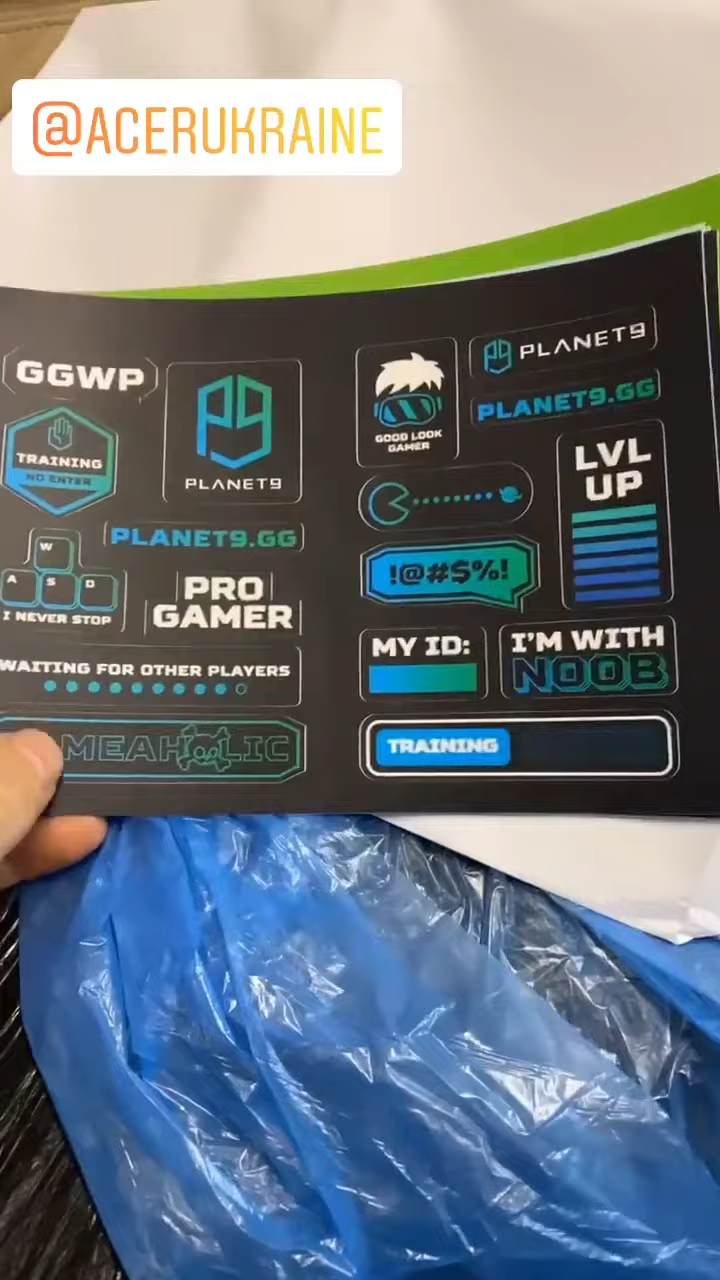 @ACERUKRAINE
GGWP
TRAINING
NO ENTER
PLANET9
PLANET9.GG
W
A S D
I NEVER STOP
PRO
GAMER
WAITING FOR OTHER PLAYERS
AMEAHOLIC
GOOD LOOK
GAMER
PLANET9
PLANET9.GG
LVL
UP
!@#$%!
MY ID:
I'M WITH
NOOB
TRAINING